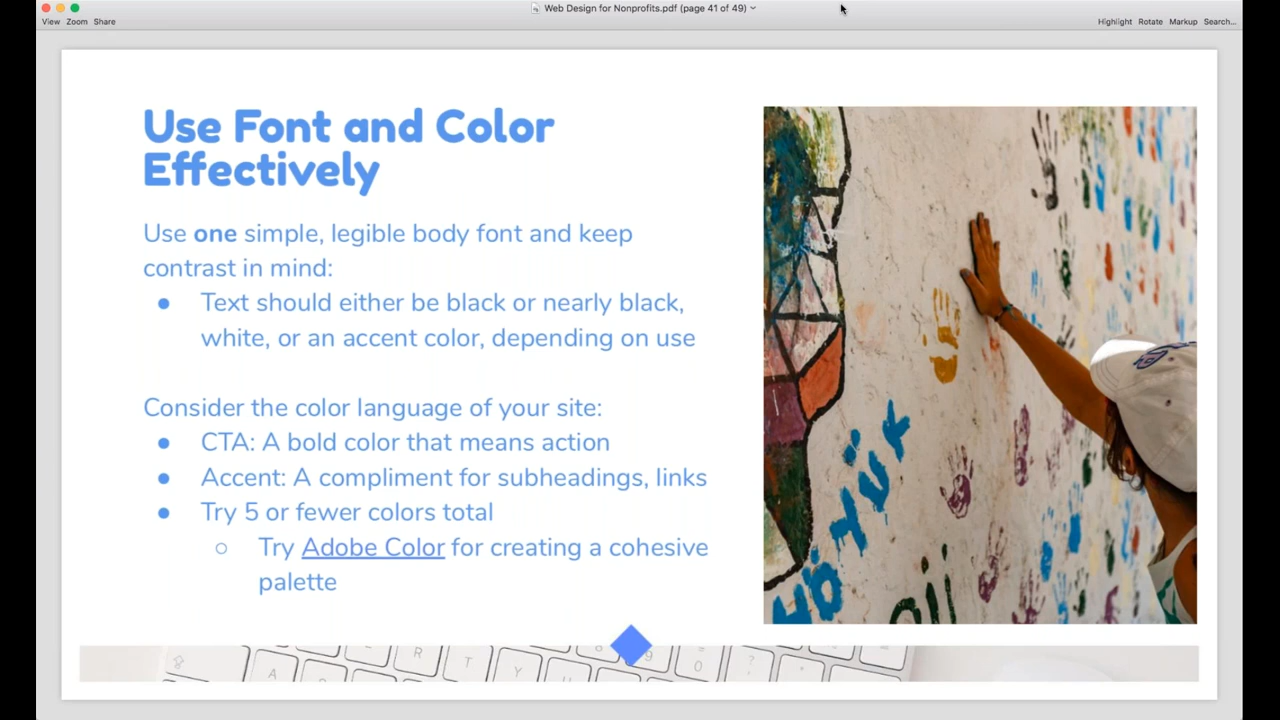 Web Design for Nonprofits.pdf (page 41 of 49)
View Zoom Share
Highlight Rotate Markup Search...
Use Font and Color
Effectively
Use one simple, legible body font and keep
contrast in mind:
● Text should either be black or nearly black,
white, or an accent color, depending on use
Consider the color language of your site:
● CTA: A bold color that means action
● Accent: A compliment for subheadings, links
● Try 5 or fewer colors total
○ Try Adobe Color for creating a cohesive
palette
R T Y U A